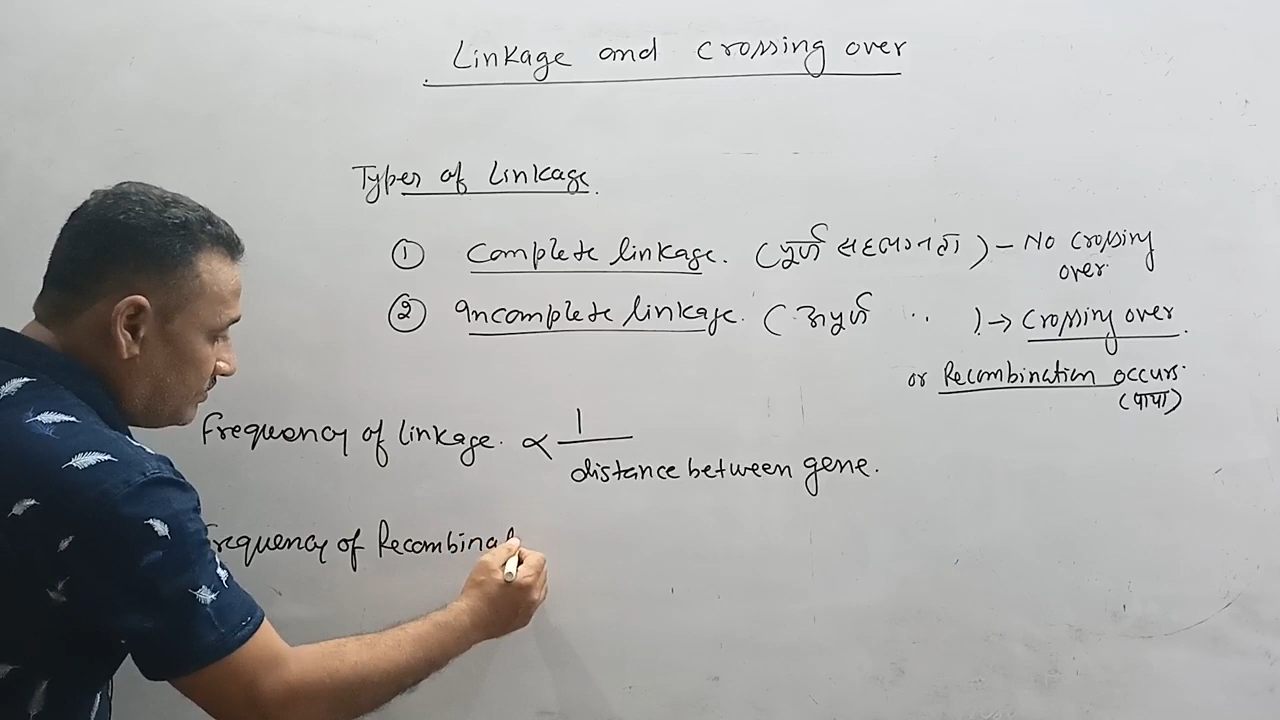 Linkage and crossing over
Types of Linkage.
① Complete linkage. (पूर्ण सहलग्नता) - No crossing over.
② Incomplete linkage. (अपूर्ण .. ) → Crossing over.
or Recombination occurs.
(पाया)
Frequency of linkage. ∝ 1
distance between gene.
Frequency of Recombinat